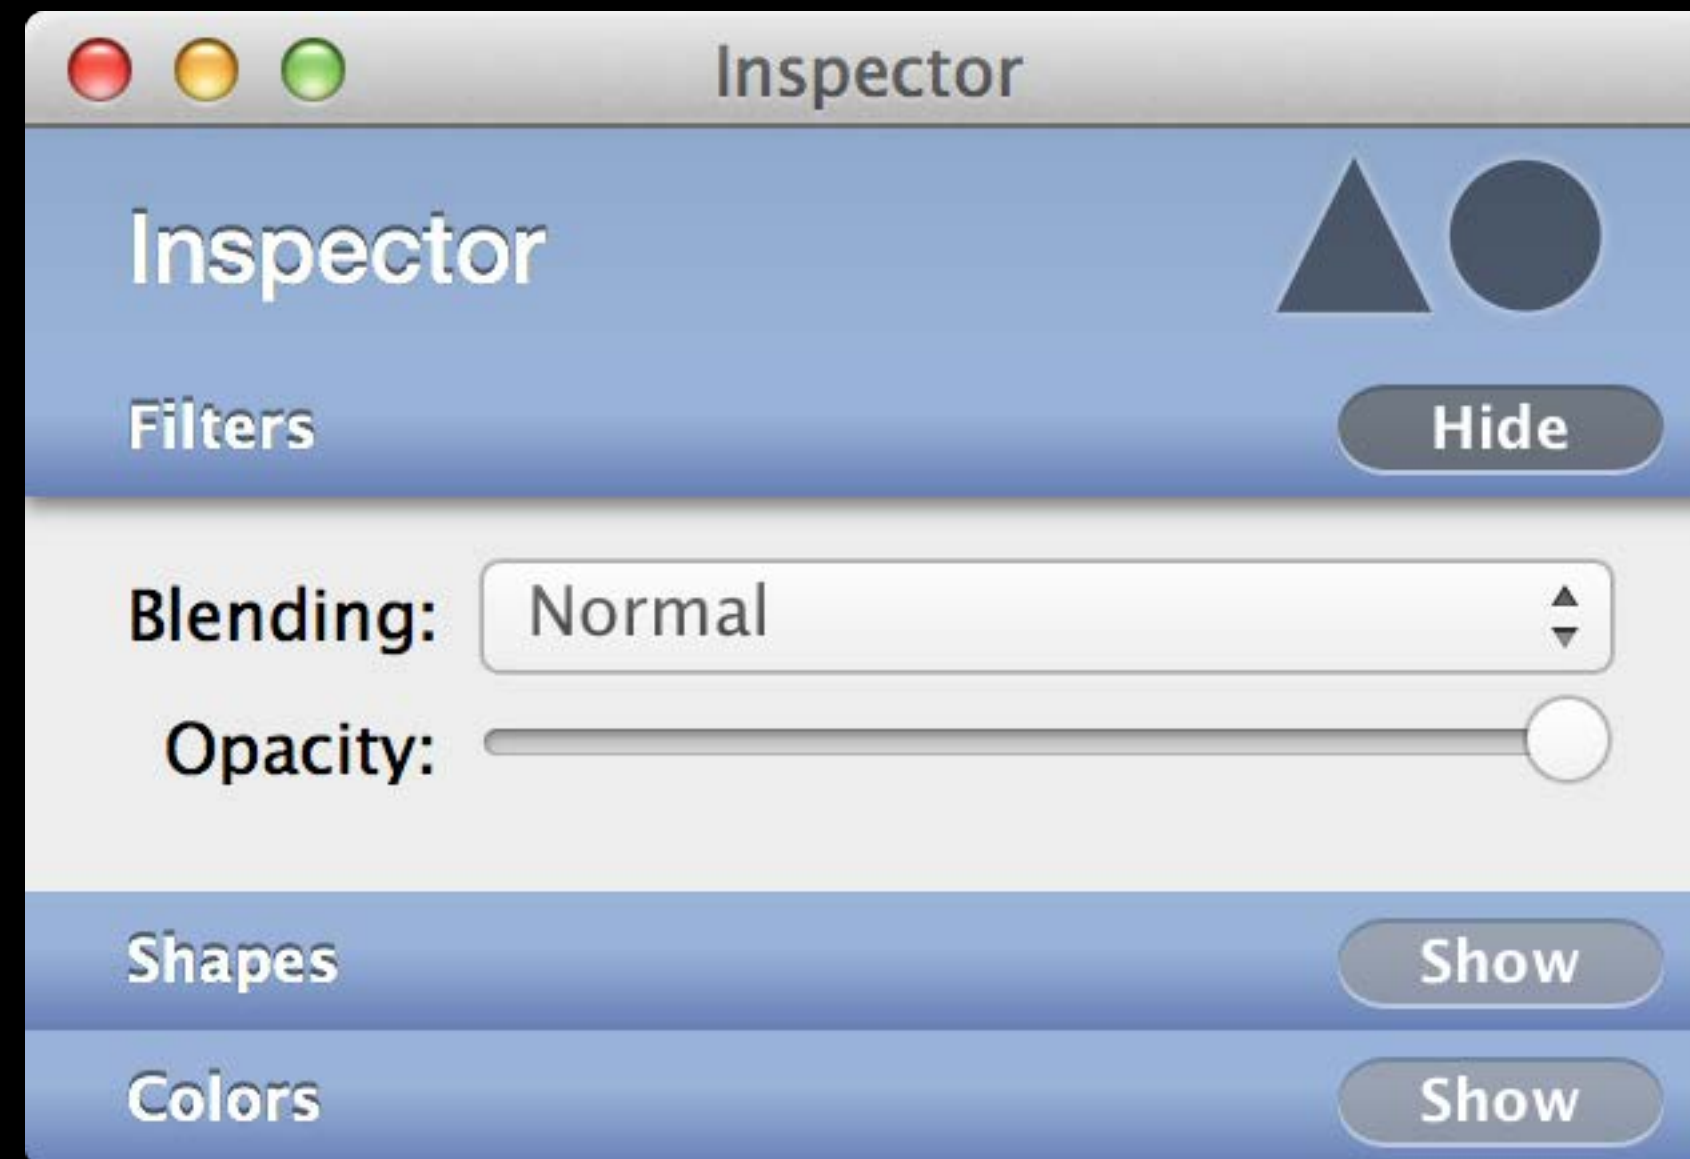 Inspector
Inspector
Filters Hide
Blending: Normal
Opacity:
Shapes Show
Colors Show